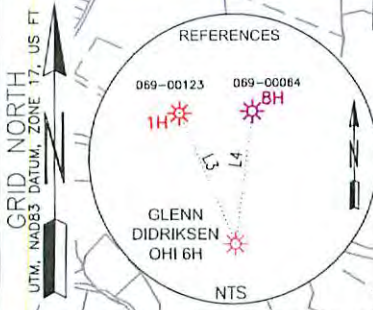 GRID NORTH
UTM, NAD83 DATUM, ZONE 17, US FT
N
REFERENCES
069-00123
069-00064
1H
8H
L3
L4
N
GLENN
DIDRIKSEN
OHI 6H
NTS